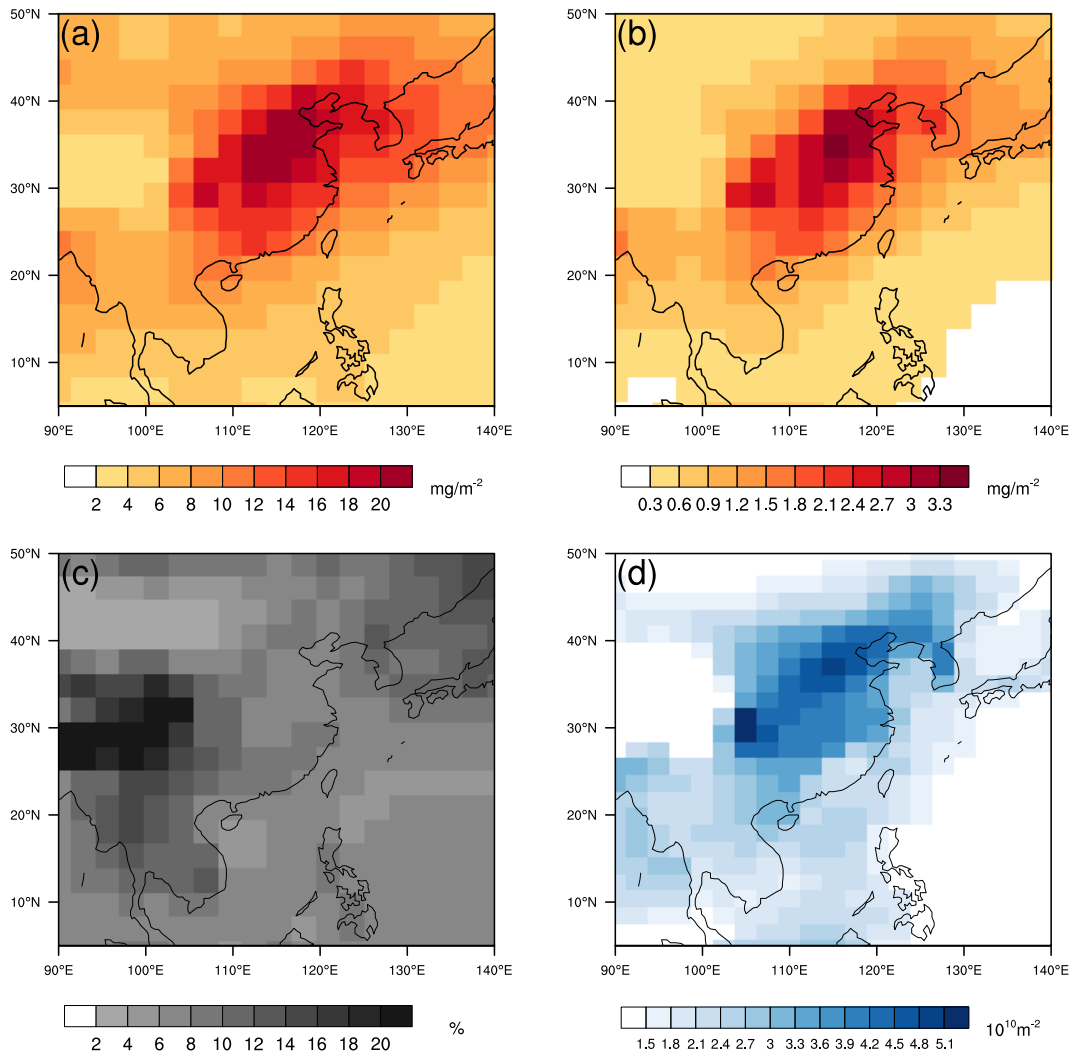 (a)
50°N
40°N
30°N
20°N
10°N
90°E 100°E 110°E 120°E 130°E 140°E
2 4 6 8 10 12 14 16 18 20 mg/m⁻²
(b)
50°N
40°N
30°N
20°N
10°N
90°E 100°E 110°E 120°E 130°E 140°E
0.3 0.6 0.9 1.2 1.5 1.8 2.1 2.4 2.7 3 3.3 mg/m⁻²
(c)
50°N
40°N
30°N
20°N
10°N
90°E 100°E 110°E 120°E 130°E 140°E
2 4 6 8 10 12 14 16 18 20 %
(d)
50°N
40°N
30°N
20°N
10°N
90°E 100°E 110°E 120°E 130°E 140°E
1.5 1.8 2.1 2.4 2.7 3 3.3 3.6 3.9 4.2 4.5 4.8 5.1 10¹⁰m⁻²